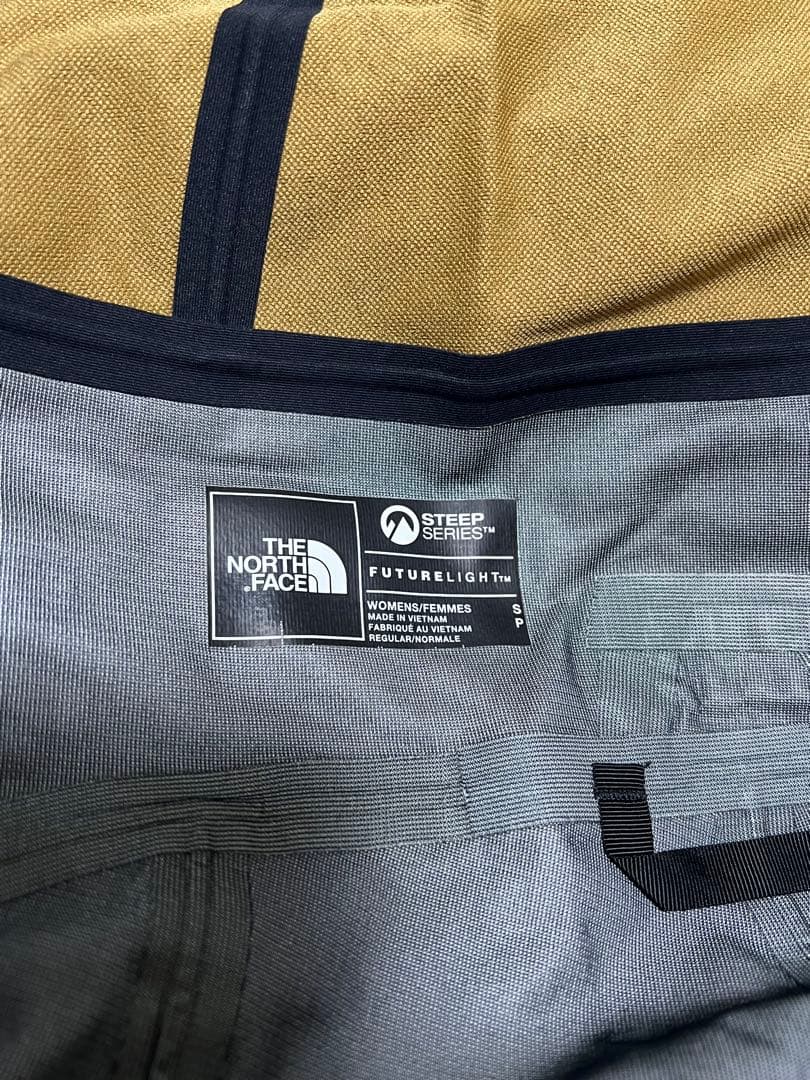 THE
NORTH
FACE
STEEP
SERIES™
FUTURELIGHT™
WOMENS/FEMMES S
MADE IN VIETNAM P
FABRIQUÉ AU VIETNAM
REGULAR/NORMALE